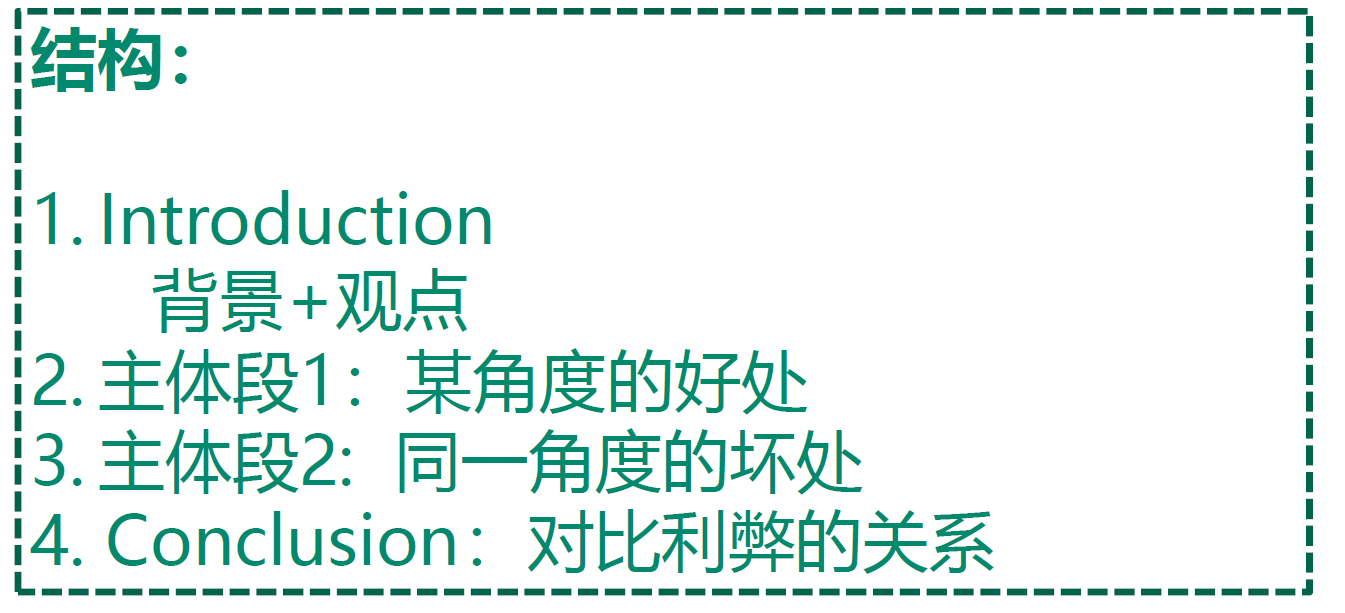 结构：
1. Introduction
背景+观点
2. 主体段1：某角度的好处
3. 主体段2: 同一角度的坏处
4. Conclusion：对比利弊的关系